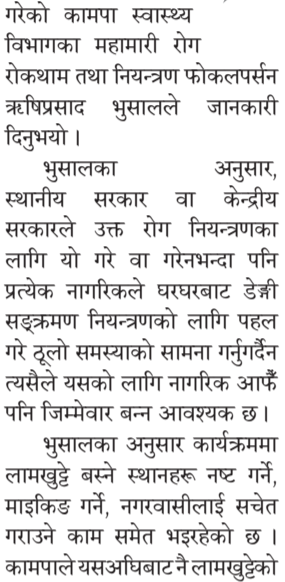 गरेको कामपा स्वास्थ्य
विभागका महामारी रोग
रोकथाम तथा नियन्त्रण फोकलपर्सन
ऋषिप्रसाद भुसालले जानकारी
दिनुभयो ।
भुसालका अनुसार,
स्थानीय सरकार वा केन्द्रीय
सरकारले उक्त रोग नियन्त्रणका
लागि यो गरे वा गरेनभन्दा पनि
प्रत्येक नागरिकले घरघरबाट डेङ्गी
सङ्क्रमण नियन्त्रणको लागि पहल
गरे ठूलो समस्याको सामना गर्नुगर्दैन
त्यसैले यसको लागि नागरिक आफैँ
पनि जिम्मेवार बन्न आवश्यक छ ।
भुसालका अनुसार कार्यक्रममा
लामखुट्टे बस्ने स्थानहरू नष्ट गर्ने,
माइकिङ गर्ने, नगरवासीलाई सचेत
गराउने काम समेत भइरहेको छ ।
कामपाले यसअघिबाट नै लामखुट्टेको